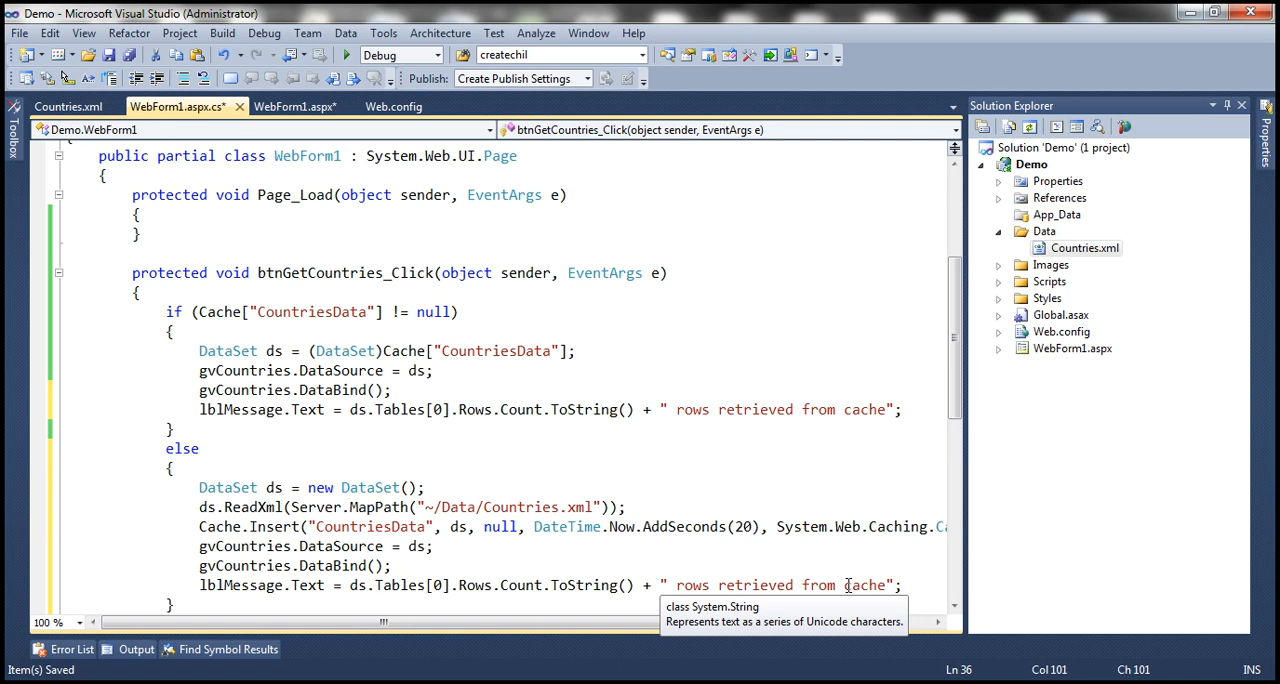 Demo - Microsoft Visual Studio (Administrator)
File Edit View Refactor Project Build Debug Team Data Tools Architecture Test Analyze Window Help
Debug createchil
Publish: Create Publish Settings
Countries.xml WebForm1.aspx.cs* WebForm1.aspx* Web.config
Solution Explorer
Toolbox
Properties
Demo.WebForm1 btnGetCountries_Click(object sender, EventArgs e)
public partial class WebForm1 : System.Web.UI.Page
{
protected void Page_Load(object sender, EventArgs e)
{
}
protected void btnGetCountries_Click(object sender, EventArgs e)
{
if (Cache["CountriesData"] != null)
{
DataSet ds = (DataSet)Cache["CountriesData"];
gvCountries.DataSource = ds;
gvCountries.DataBind();
lblMessage.Text = ds.Tables[0].Rows.Count.ToString() + " rows retrieved from cache";
}
else
{
DataSet ds = new DataSet();
ds.ReadXml(Server.MapPath("~/Data/Countries.xml"));
Cache.Insert("CountriesData", ds, null, DateTime.Now.AddSeconds(20), System.Web.Caching.Ca
gvCountries.DataSource = ds;
gvCountries.DataBind();
lblMessage.Text = ds.Tables[0].Rows.Count.ToString() + " rows retrieved from cache";
}
class System.String
Represents text as a series of Unicode characters.
Solution 'Demo' (1 project)
Demo
Properties
References
App_Data
Data
Countries.xml
Images
Scripts
Styles
Global.asax
Web.config
WebForm1.aspx
100 %
Error List Output Find Symbol Results
Item(s) Saved Ln 36 Col 101 Ch 101 INS